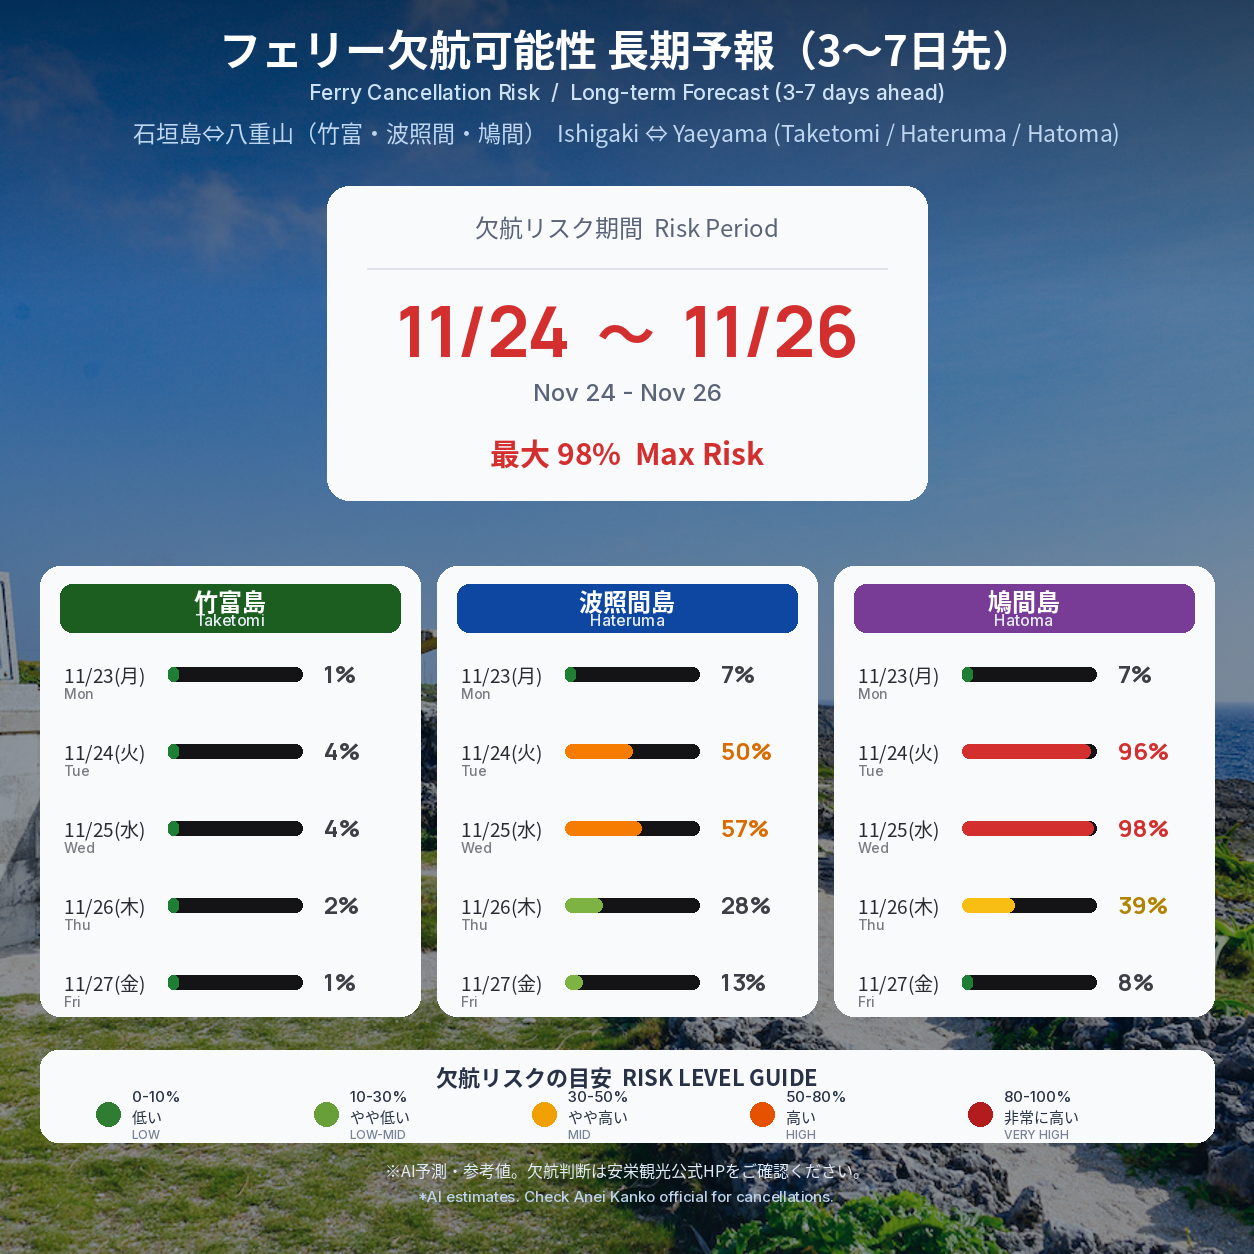 フェリー欠航可能性 長期予報（3〜7日先）
Ferry Cancellation Risk / Long-term Forecast (3-7 days ahead)
石垣島⇔八重山（竹富・波照間・鳩間） Ishigaki ⇔ Yaeyama (Taketomi / Hateruma / Hatoma)
欠航リスク期間 Risk Period
11/24 〜 11/26
Nov 24 - Nov 26
最大 98% Max Risk
竹富島
Taketomi
11/23(月) 1%
Mon
11/24(火) 4%
Tue
11/25(水) 4%
Wed
11/26(木) 2%
Thu
11/27(金) 1%
Fri
波照間島
Hateruma
11/23(月) 7%
Mon
11/24(火) 50%
Tue
11/25(水) 57%
Wed
11/26(木) 28%
Thu
11/27(金) 13%
Fri
鳩間島
Hatoma
11/23(月) 7%
Mon
11/24(火) 96%
Tue
11/25(水) 98%
Wed
11/26(木) 39%
Thu
11/27(金) 8%
Fri
欠航リスクの目安 RISK LEVEL GUIDE
0-10%
低い
LOW
10-30%
やや低い
LOW-MID
30-50%
やや高い
MID
50-80%
高い
HIGH
80-100%
非常に高い
VERY HIGH
※AI予測・参考値。欠航判断は安栄観光公式HPをご確認ください。
*AI estimates. Check Anei Kanko official for cancellations.